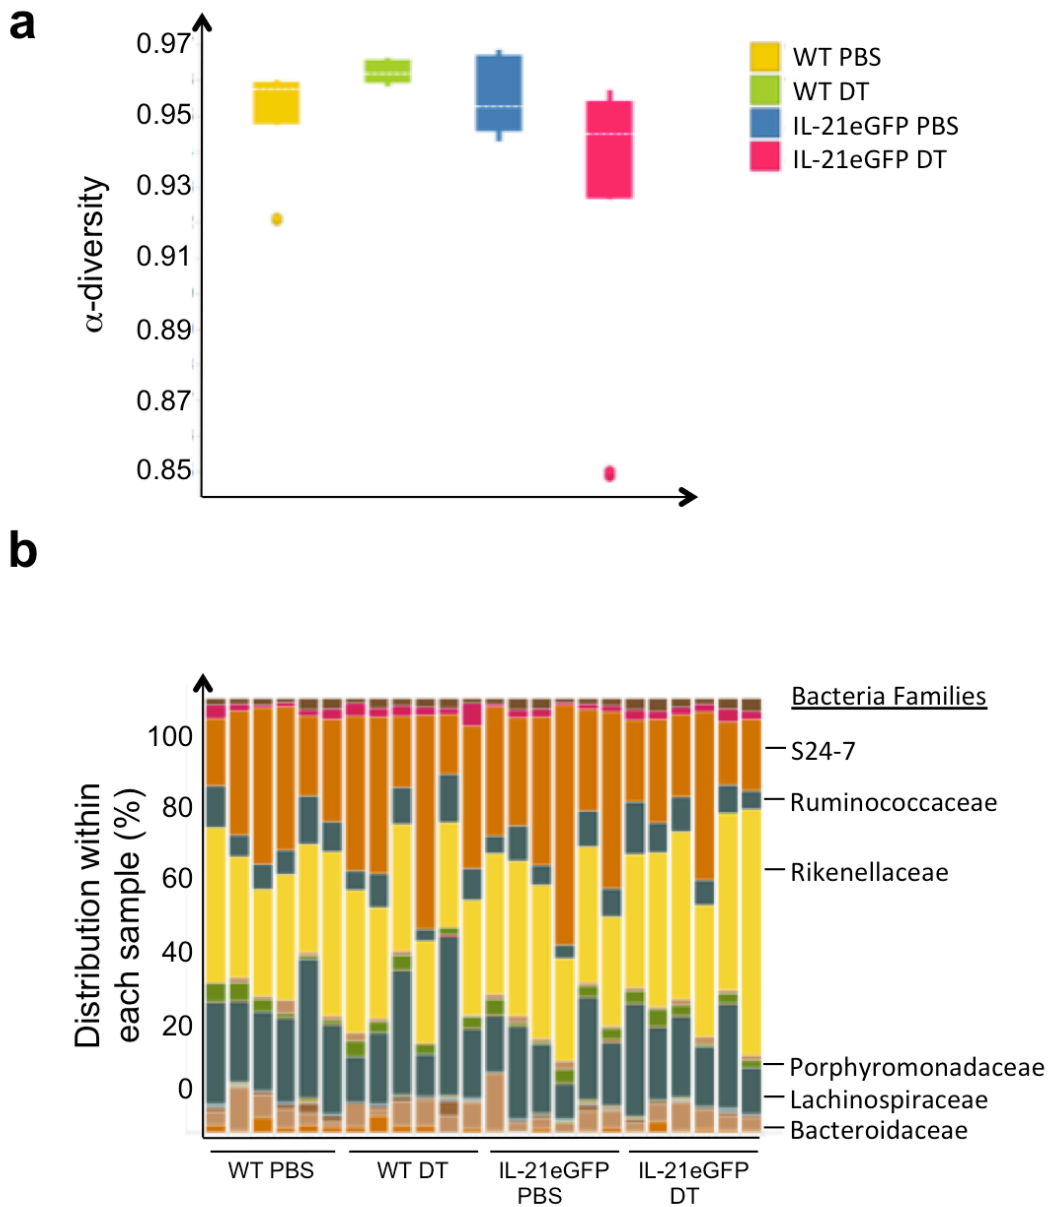 a
0.97
0.95
0.93
0.91
0.89
0.87
0.85
α-diversity
WT PBS
WT DT
IL-21eGFP PBS
IL-21eGFP DT
b
Distribution within
each sample (%)
100
80
60
40
20
0
Bacteria Families
S24-7
Ruminococcaceae
Rikenellaceae
Porphyromonadaceae
Lachinospiraceae
Bacteroidaceae
WT PBS
WT DT
IL-21eGFP
PBS
IL-21eGFP
DT